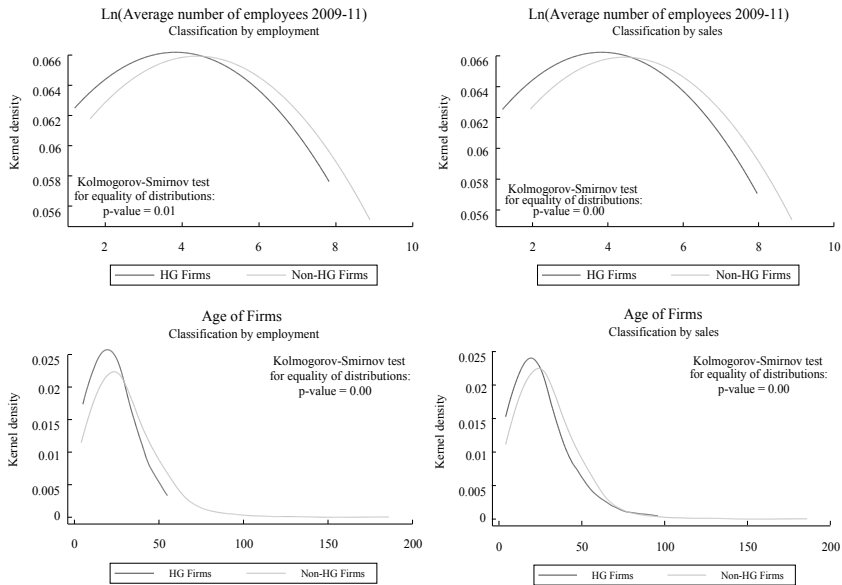 Ln(Average number of employees 2009-11)
Classification by employment
Kernel density
0.066
0.064
0.062
0.06
0.058
0.056
Kolmogorov-Smirnov test
for equality of distributions:
p-value = 0.01
2 4 6 8 10
HG Firms Non-HG Firms
Ln(Average number of employees 2009-11)
Classification by sales
Kernel density
0.066
0.064
0.062
0.06
0.058
0.056
Kolmogorov-Smirnov test
for equality of distributions:
p-value = 0.00
2 4 6 8 10
HG Firms Non-HG Firms
Age of Firms
Classification by employment
Kernel density
0.025
0.02
0.015
0.01
0.005
0
Kolmogorov-Smirnov test
for equality of distributions:
p-value = 0.00
0 50 100 150 200
HG Firms Non-HG Firms
Age of Firms
Classification by sales
Kernel density
0.025
0.02
0.015
0.01
0.005
0
Kolmogorov-Smirnov test
for equality of distributions:
p-value = 0.00
0 50 100 150 200
HG Firms Non-HG Firms